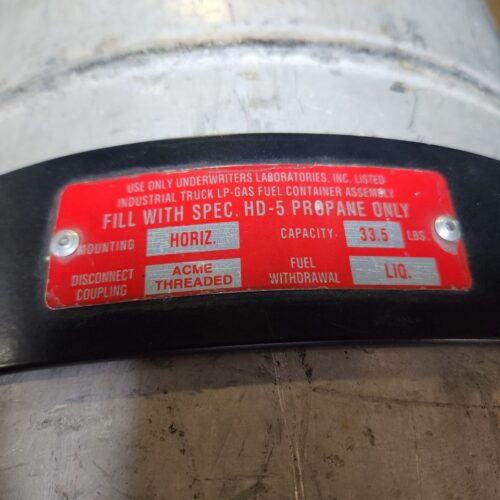 USE ONLY UNDERWRITERS LABORATORIES, INC. LISTED
INDUSTRIAL TRUCK LP-GAS FUEL CONTAINER ASSEMBLY
FILL WITH SPEC. HD-5 PROPANE ONLY
MOUNTING HORIZ. CAPACITY 33.5 LBS.
DISCONNECT COUPLING ACME THREADED FUEL WITHDRAWAL LIQ.